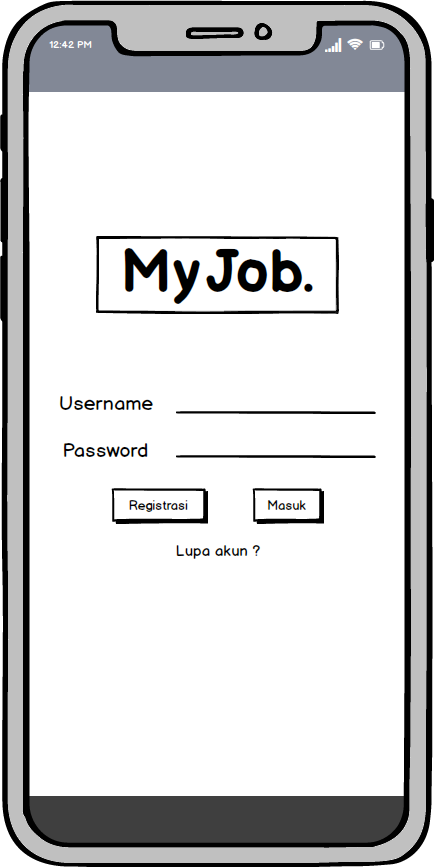 12:42 PM
MyJob.
Username
Password
Registrasi Masuk
Lupa akun ?